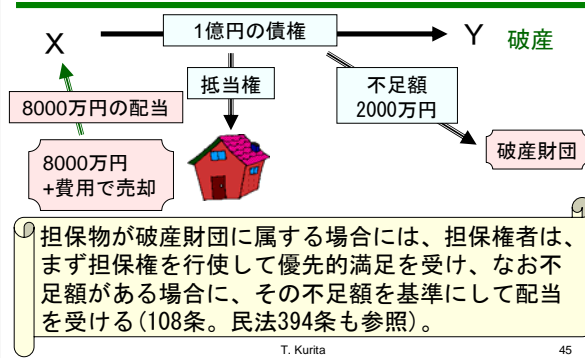 1億円の債権
X
Y
破産
抵当権
不足額
2000万円
8000万円の配当
8000万円
+費用で売却
破産財団
担保物が破産財団に属する場合には、担保権者は、
まず担保権を行使して優先的満足を受け、なお不
足額がある場合に、その不足額を基準にして配当
を受ける(108条。民法394条も参照)。
T. Kurita
45